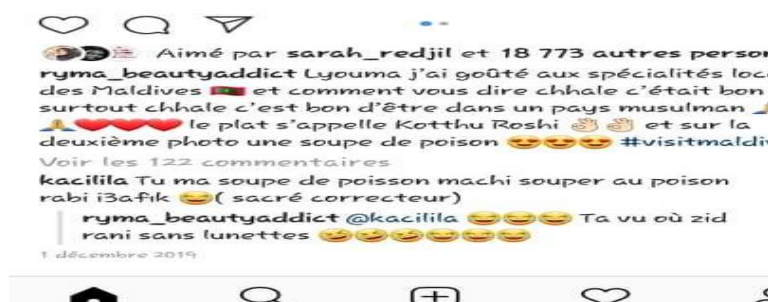 Aimé par sarah_redjil et 18 773 autres person
ryma_beautyaddict Lyouma j'ai goûté aux spécialités loc
des Maldives 🇲🇻 et comment vous dire chhale c'était bon
surtout chhale c'est bon d'être dans un pays musulman 🙏
🙏❤️❤️❤️ le plat s'appelle Kotthu Roshi 👌🏻👌🏻 et sur la
deuxième photo une soupe de poison 😍😍😍 #visitmaldiv
Voir les 122 commentaires
kacilila Tu ma soupe de poisson machi souper au poison
rabi i3afik 😂( sacré correcteur)
ryma_beautyaddict @kacilila 😂😂😂 Ta vu où zid
rani sans lunettes 🤣🤣🤣😂😂😂
1 décembre 2019